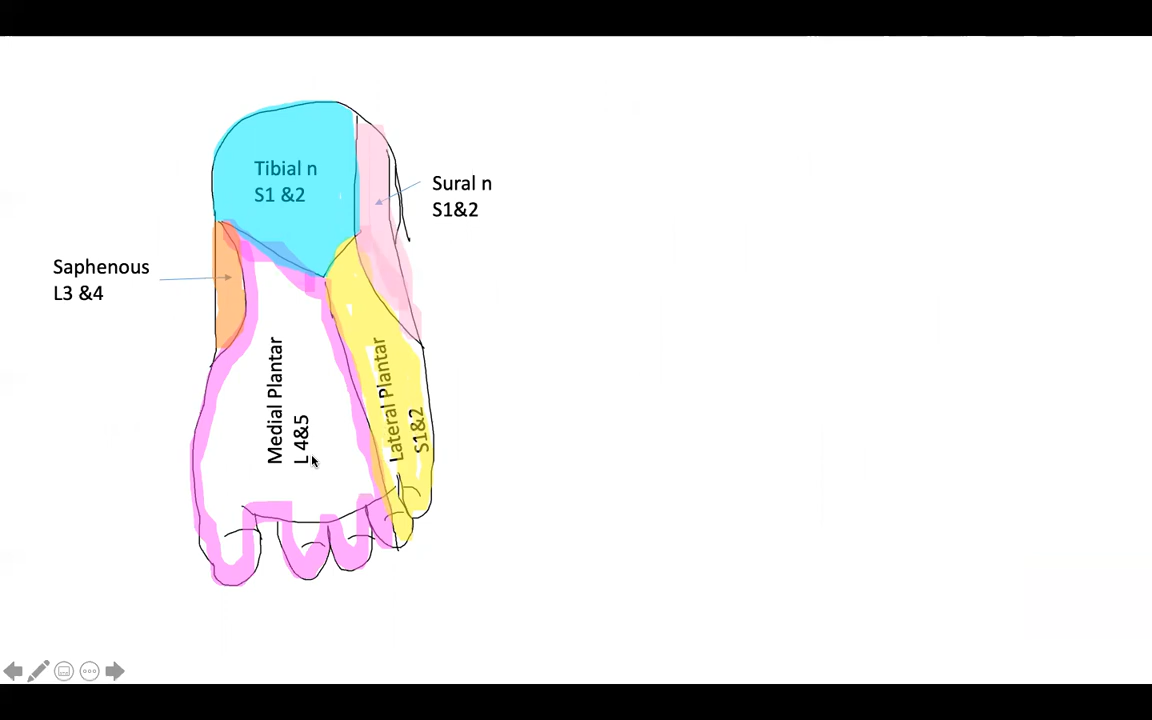 Tibial n
S1 &2
Sural n
S1&2
Saphenous
L3 &4
Medial Plantar
L 4&5
Lateral Plantar
S1&2